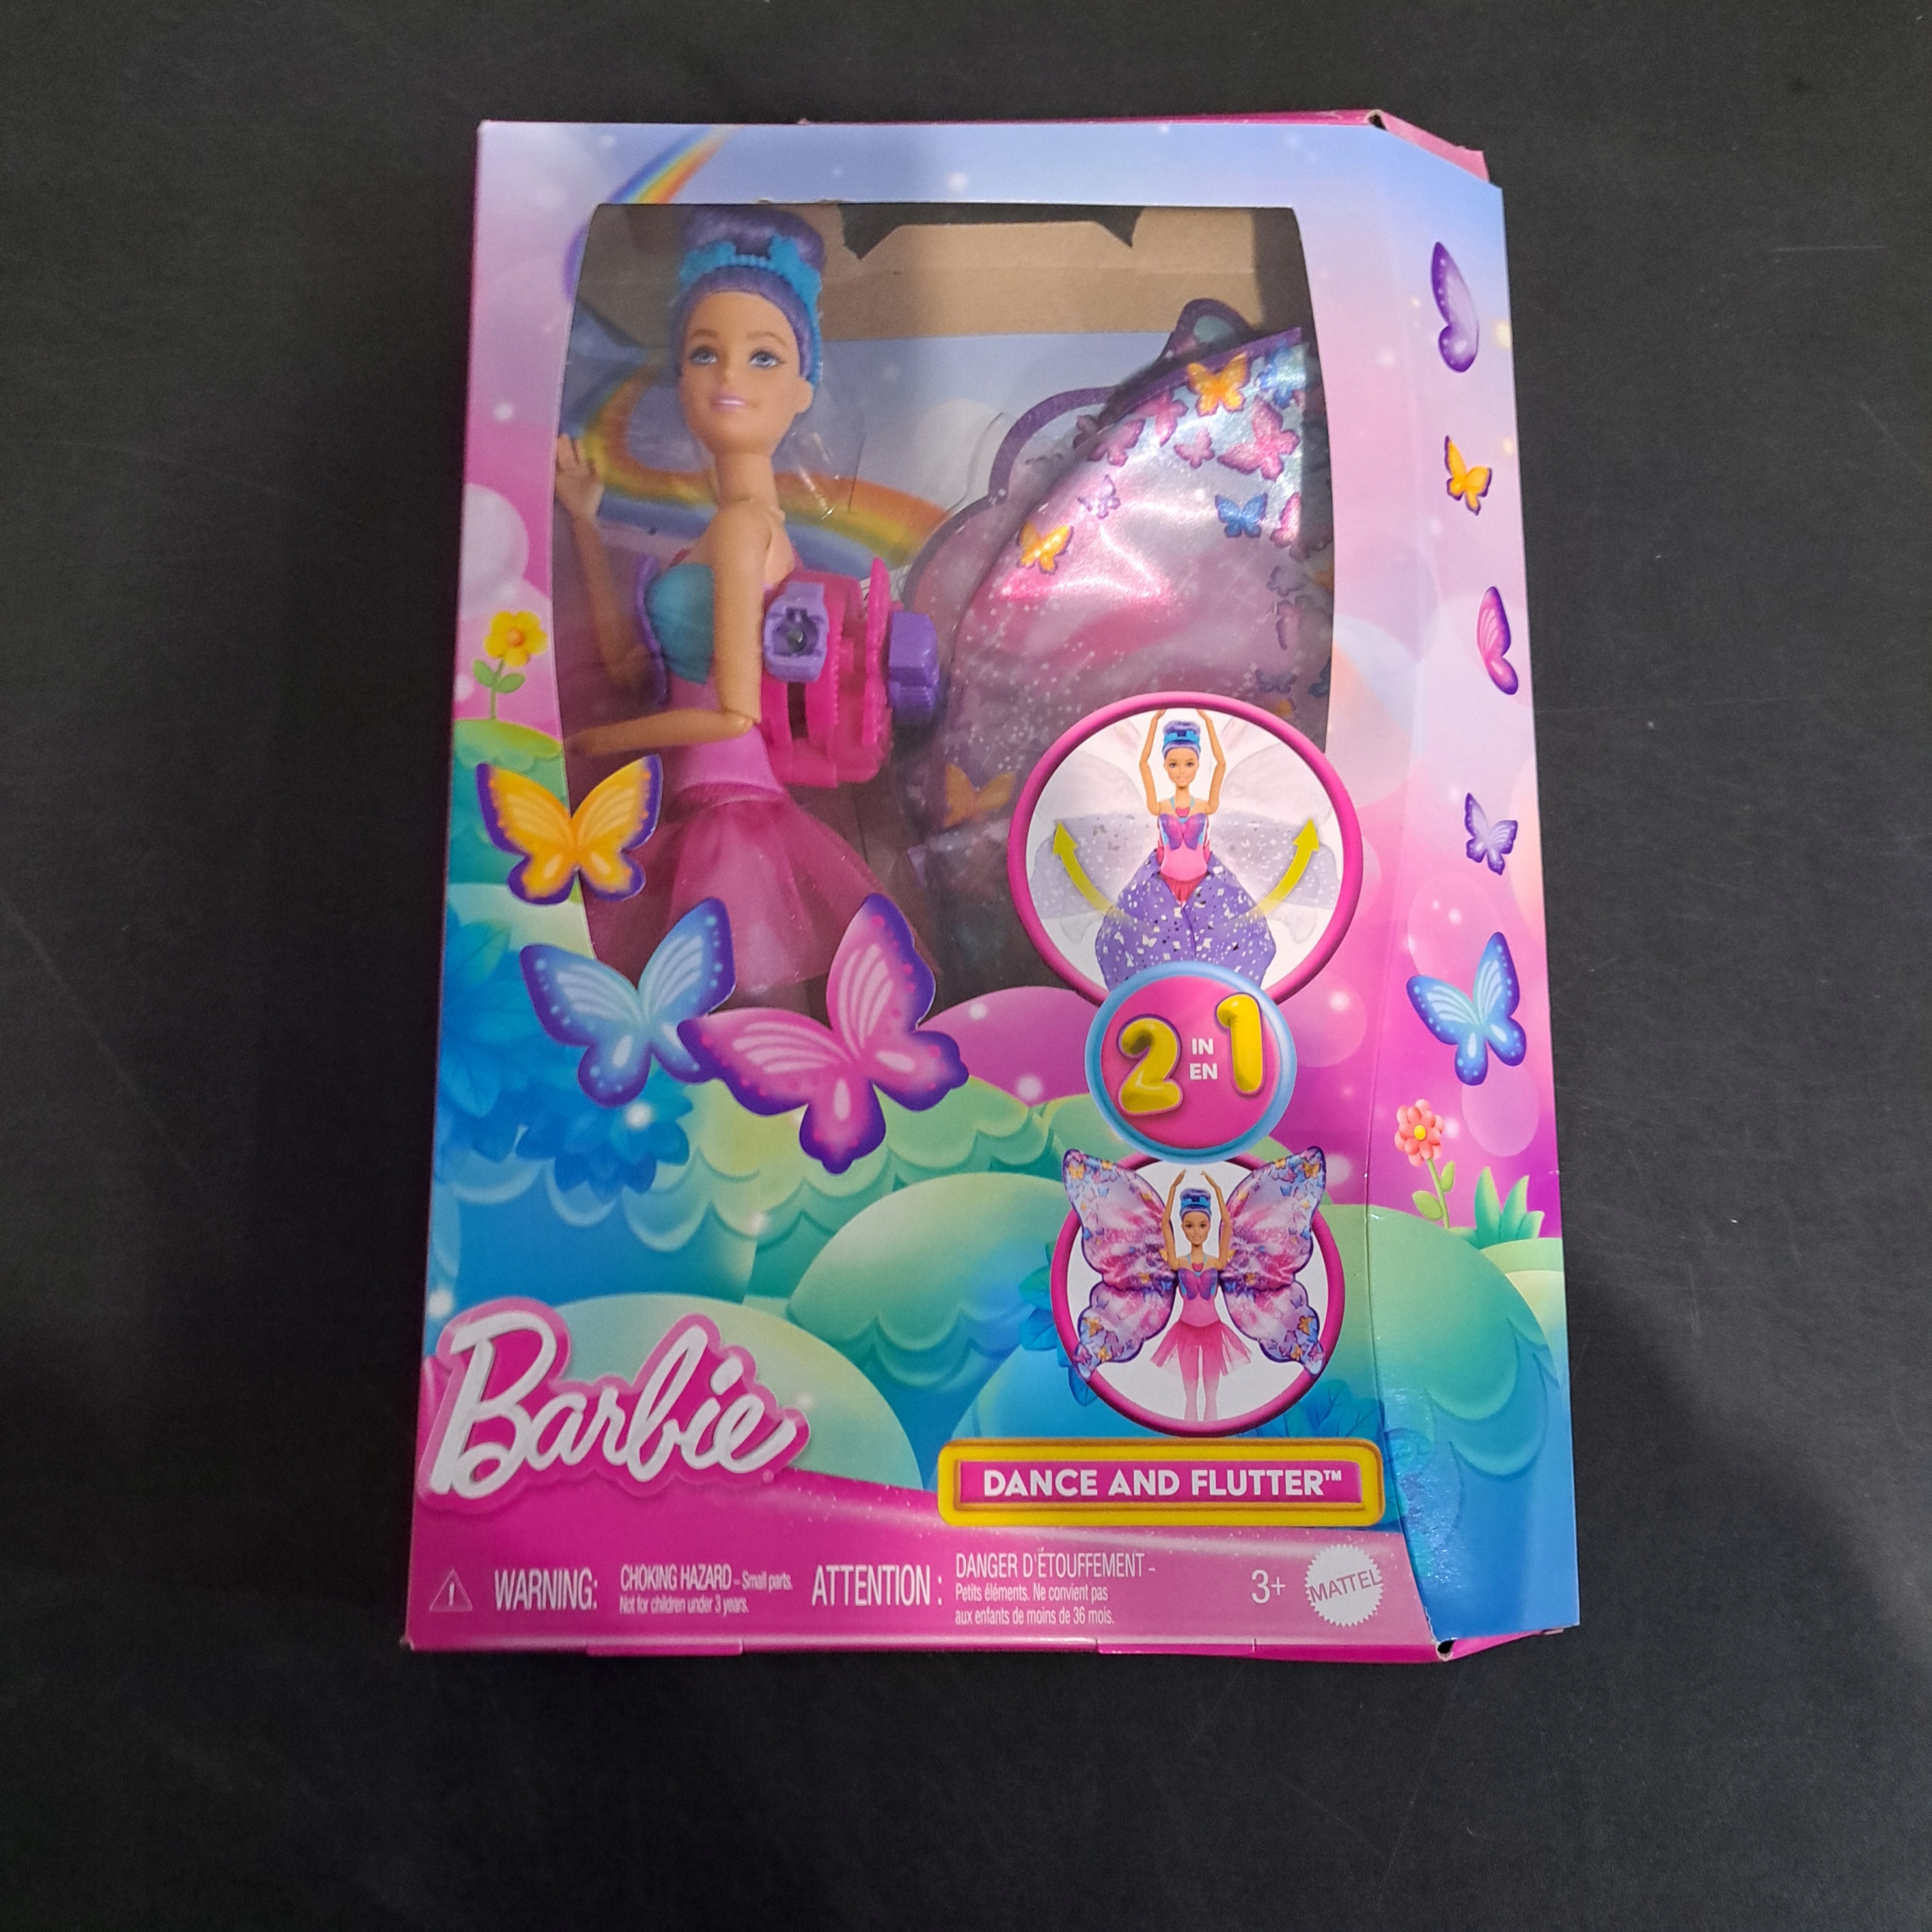 2 IN 1
EN
Barbie
DANCE AND FLUTTER™
WARNING:
CHOKING HAZARD - Small parts.
Not for children under 3 years.
ATTENTION :
DANGER D'ÉTOUFFEMENT -
Petits éléments. Ne convient pas
aux enfants de moins de 36 mois.
3+
MATTEL